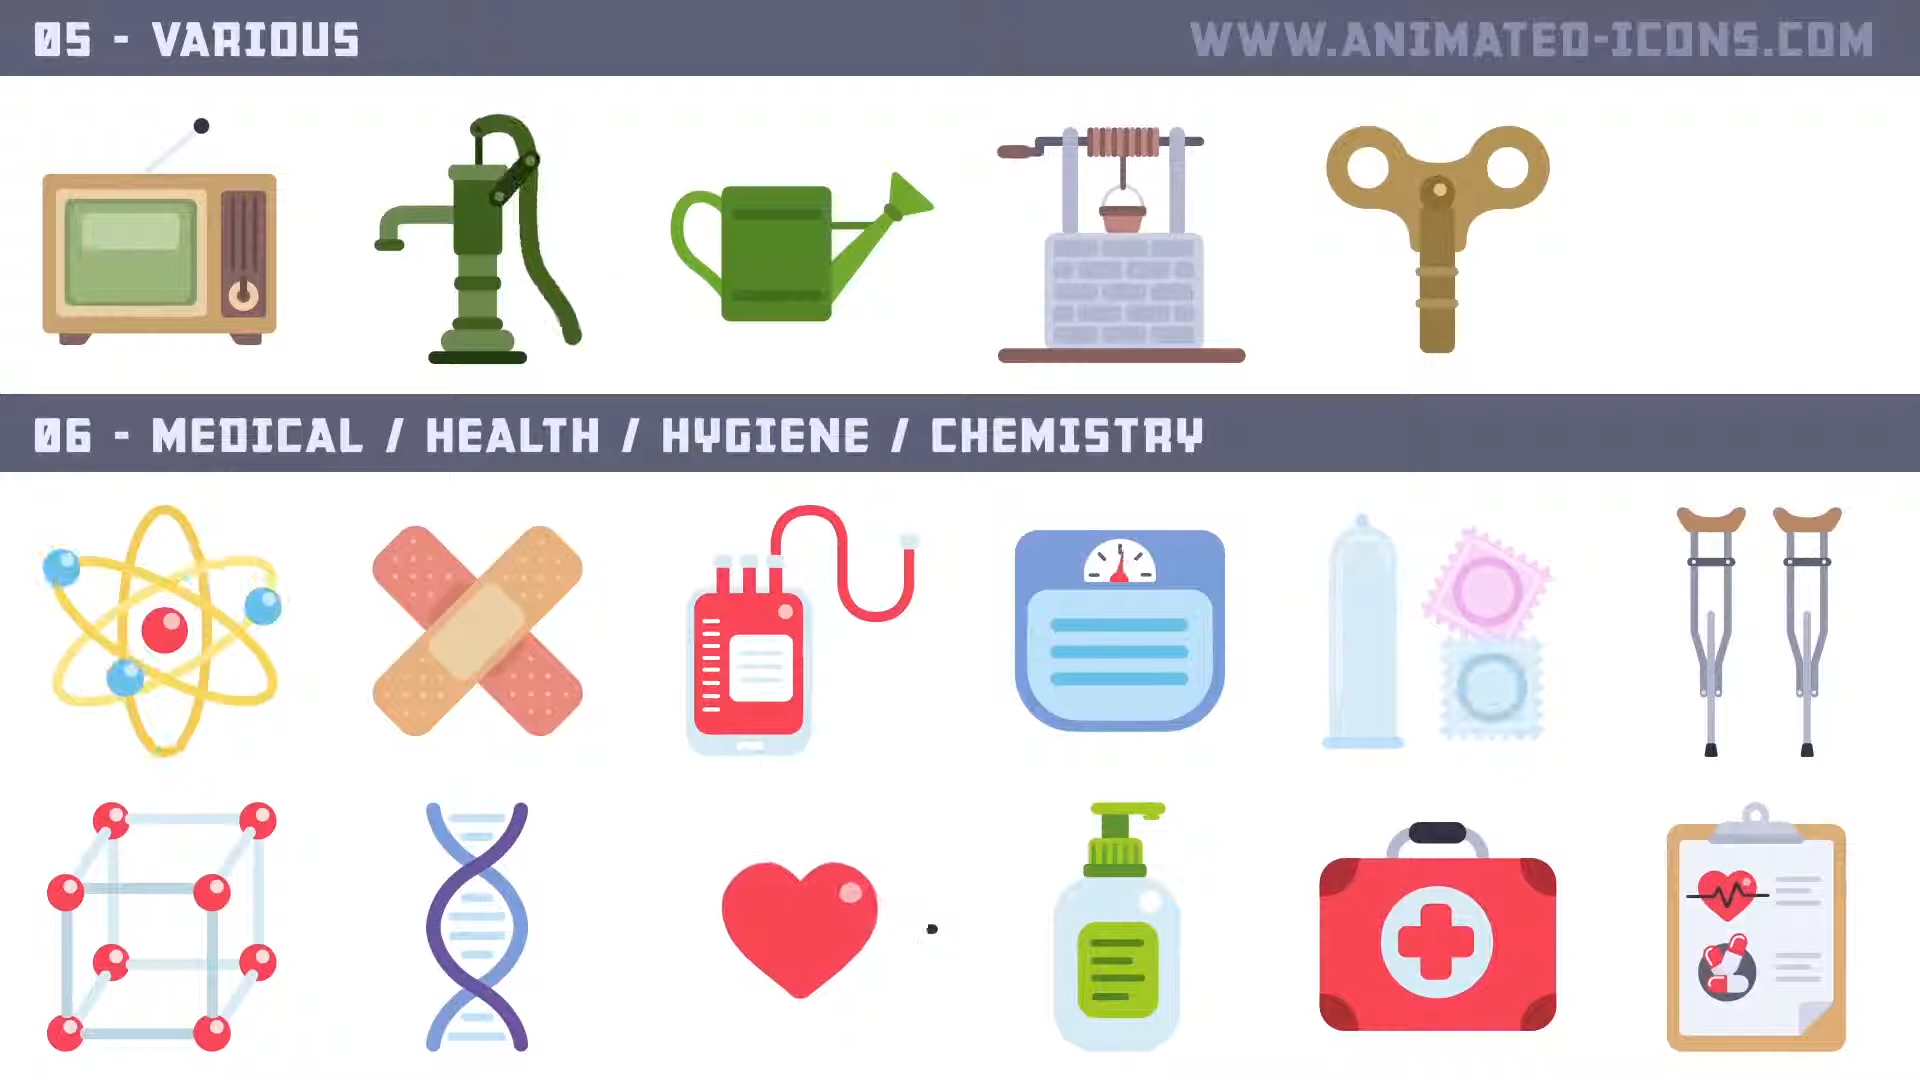 05 - VARIOUS
WWW.ANIMATED-ICONS.COM
06 - MEDICAL / HEALTH / HYGIENE / CHEMISTRY